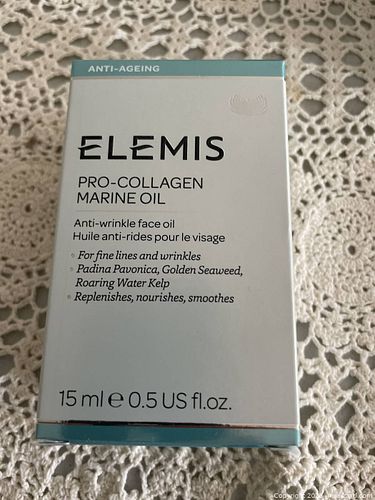 ANTI-AGEING
ELEMIS
PRO-COLLAGEN
MARINE OIL
Anti-wrinkle face oil
Huile anti-rides pour le visage
For fine lines and wrinkles
Padina Pavonica, Golden Seaweed,
Roaring Water Kelp
Replenishes, nourishes, smoothes
15 ml e 0.5 US fl.oz.